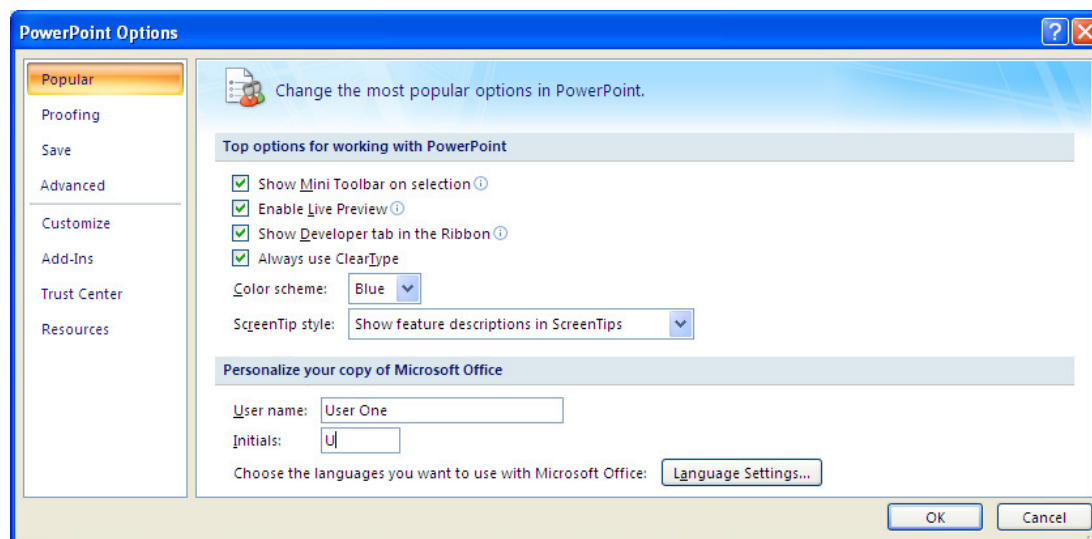 PowerPoint Options
Popular
Proofing
Save
Advanced
Customize
Add-Ins
Trust Center
Resources
Change the most popular options in PowerPoint.
Top options for working with PowerPoint
Show Mini Toolbar on selection
Enable Live Preview
Show Developer tab in the Ribbon
Always use ClearType
Color scheme: Blue
ScreenTip style: Show feature descriptions in ScreenTips
Personalize your copy of Microsoft Office
User name: User One
Initials: U
Choose the languages you want to use with Microsoft Office: Language Settings...
OK Cancel